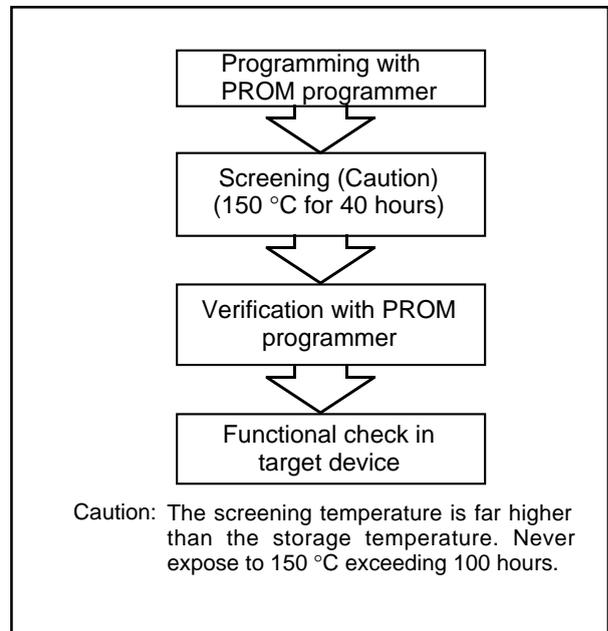 Programming with
PROM programmer
Screening (Caution)
(150 °C for 40 hours)
Verification with PROM
programmer
Functional check in
target device
Caution: The screening temperature is far higher
than the storage temperature. Never
expose to 150 °C exceeding 100 hours.